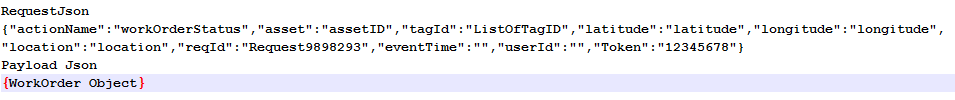 RequestJson
{"actionName":"workOrderStatus","asset":"assetID","tagId":"ListOfTagID","latitude":"latitude","longitude":"longitude",
"location":"location","reqId":"Request9898293","eventTime":"","userId":"","Token":"12345678"}
Payload Json
{WorkOrder Object}